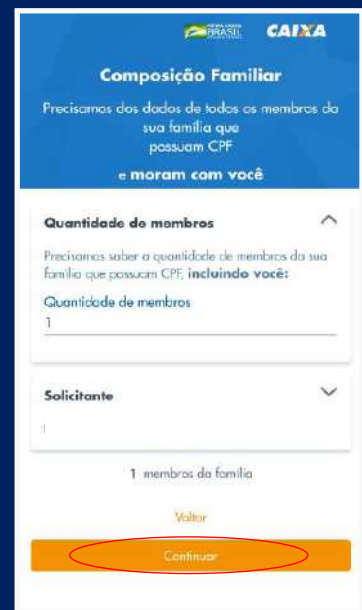 BRASIL CAIXA
Composição Familiar
Precisamos dos dados de todos os membros da
sua família que
possuam CPF
e moram com você
Quantidade de membros
Precisamos saber a quantidade de membros da sua
família que possuam CPF, incluindo você:
Quantidade de membros
1
Solicitante
1 membros da família
Voltar
Continuar